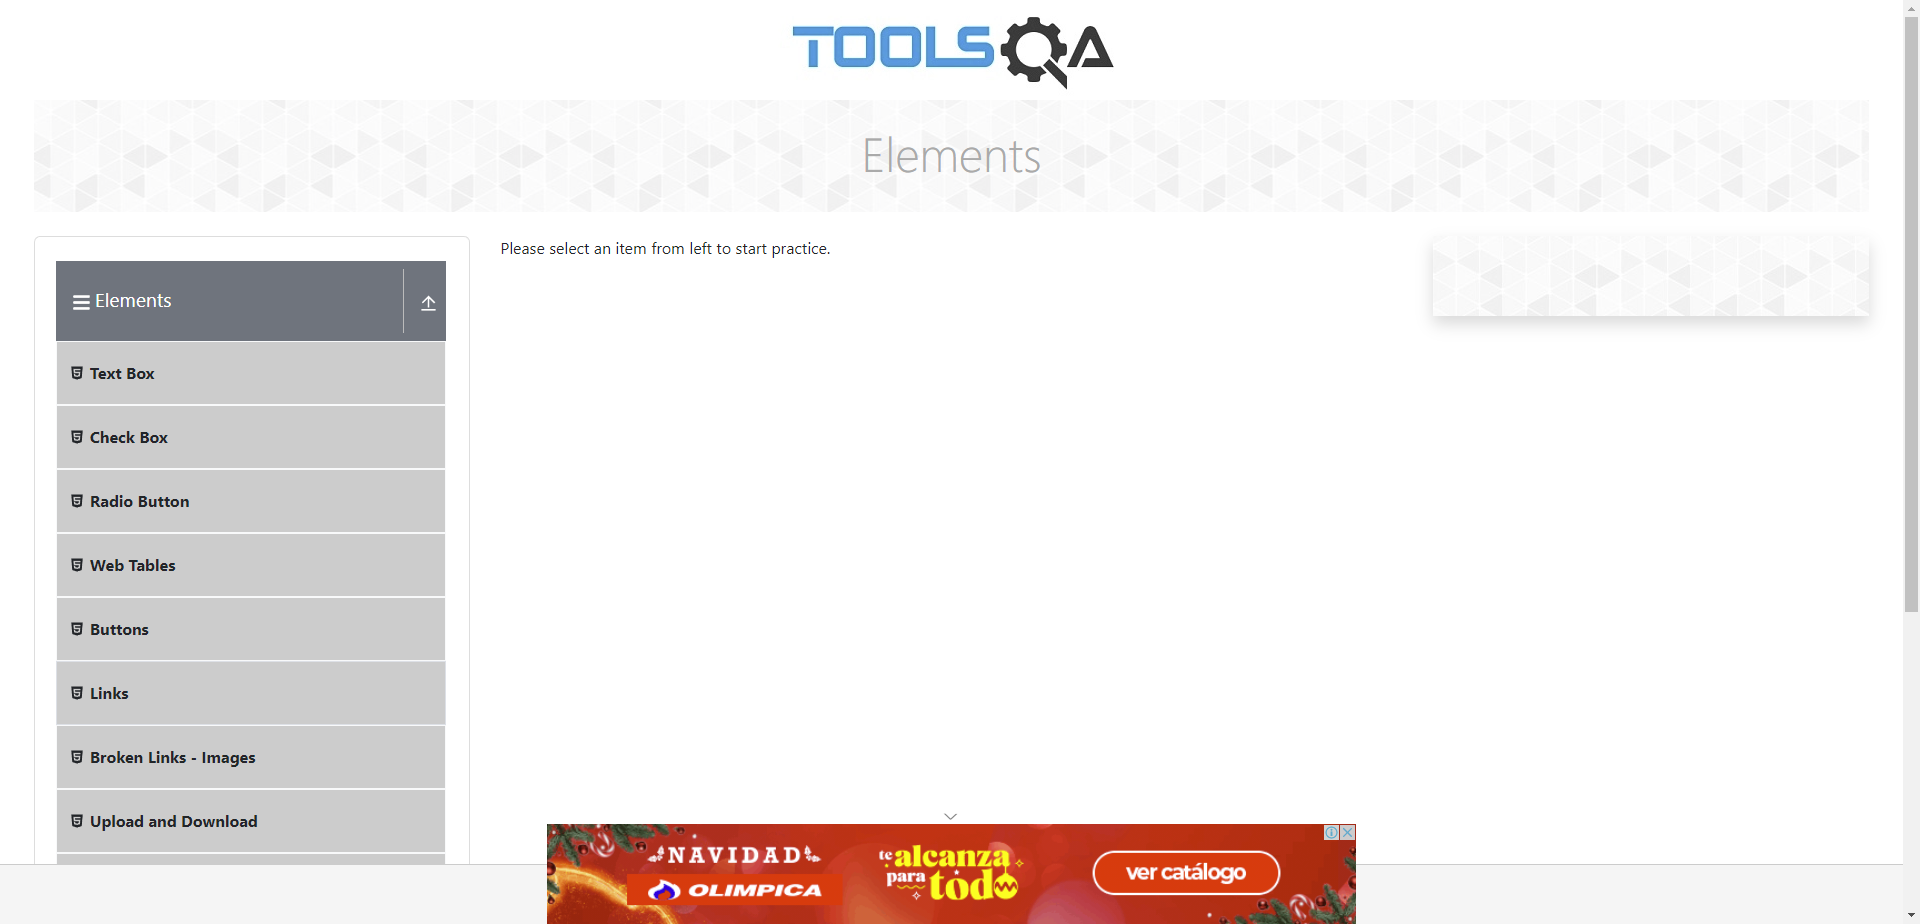 TOOLSQA
Elements
Elements
Text Box
Check Box
Radio Button
Web Tables
Buttons
Links
Broken Links - Images
Upload and Download
Please select an item from left to start practice.
NAVIDAD
OLIMPICA
te alcanza
para todo
ver catálogo